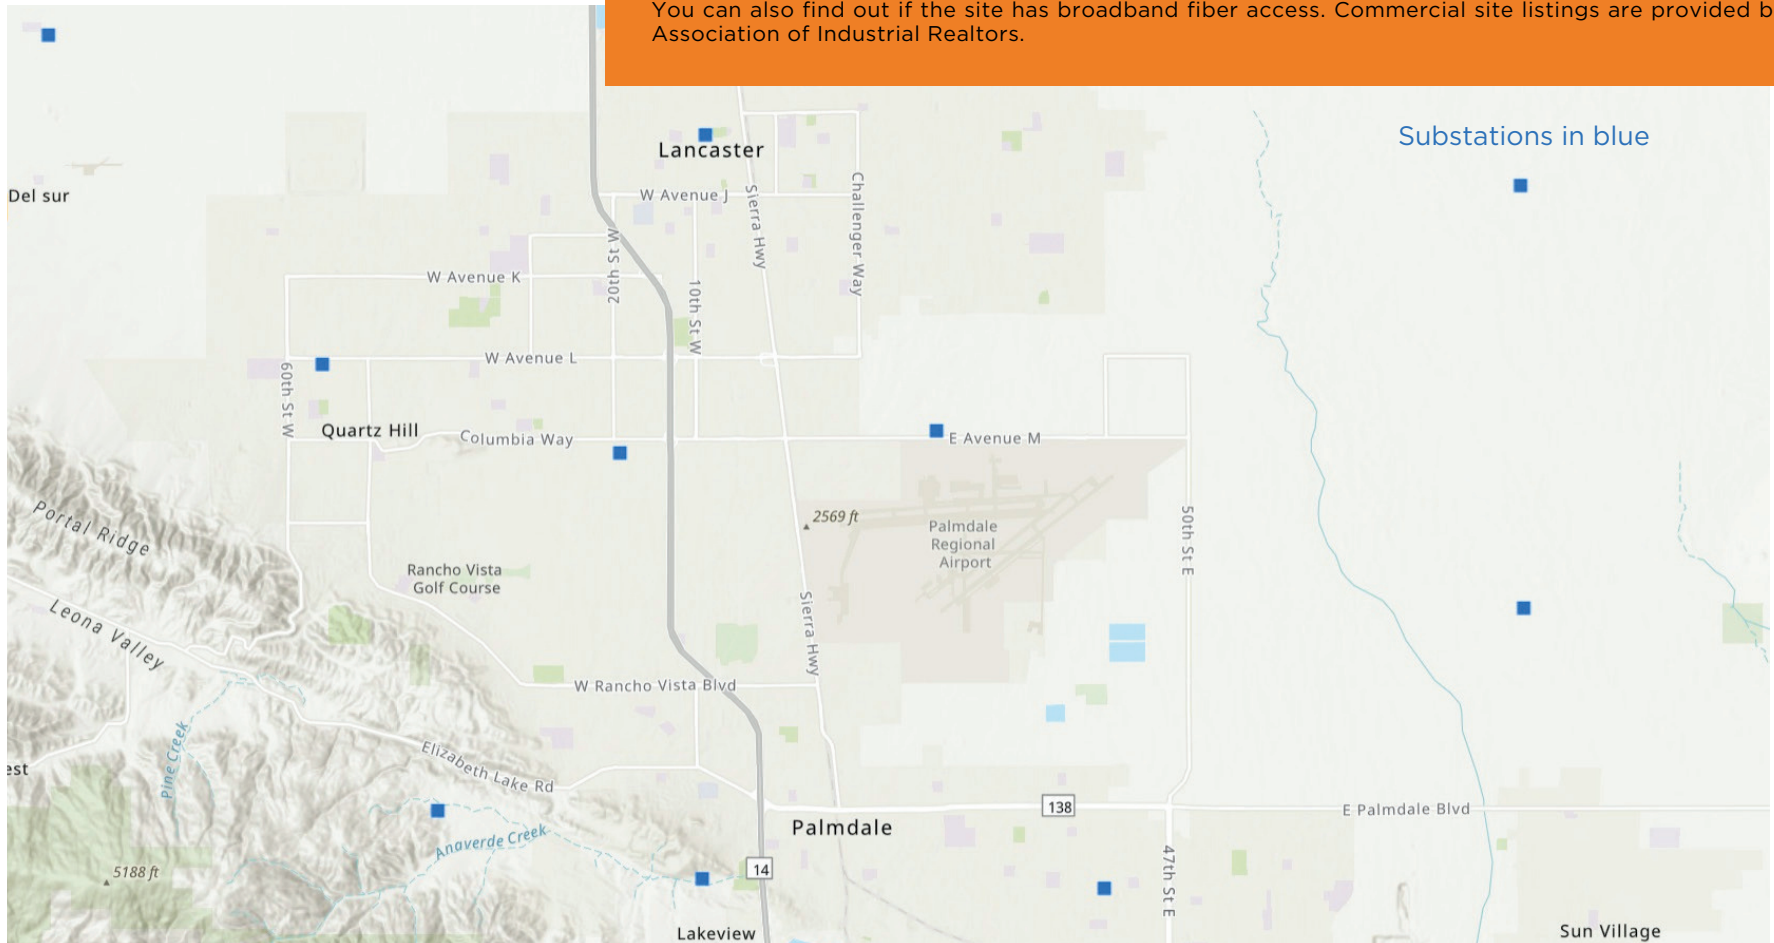 You can also find out if the site has broadband fiber access. Commercial site listings are provided b
Association of Industrial Realtors.
Substations in blue
Lancaster
Del sur
W Avenue J
Sierra Hwy
Challenger Way
20th St W
W Avenue K
10th St W
W Avenue L
60th St W
Quartz Hill
Columbia Way
E Avenue M
Portal Ridge
2569 ft
Palmdale
Regional
Airport
50th St E
Rancho Vista
Golf Course
Leona Valley
Sierra Hwy
W Rancho Vista Blvd
Pine Creek
Elizabeth Lake Rd
est
138
E Palmdale Blvd
Palmdale
Anaverde Creek
5188 ft
14
47th St E
Lakeview
Sun Village